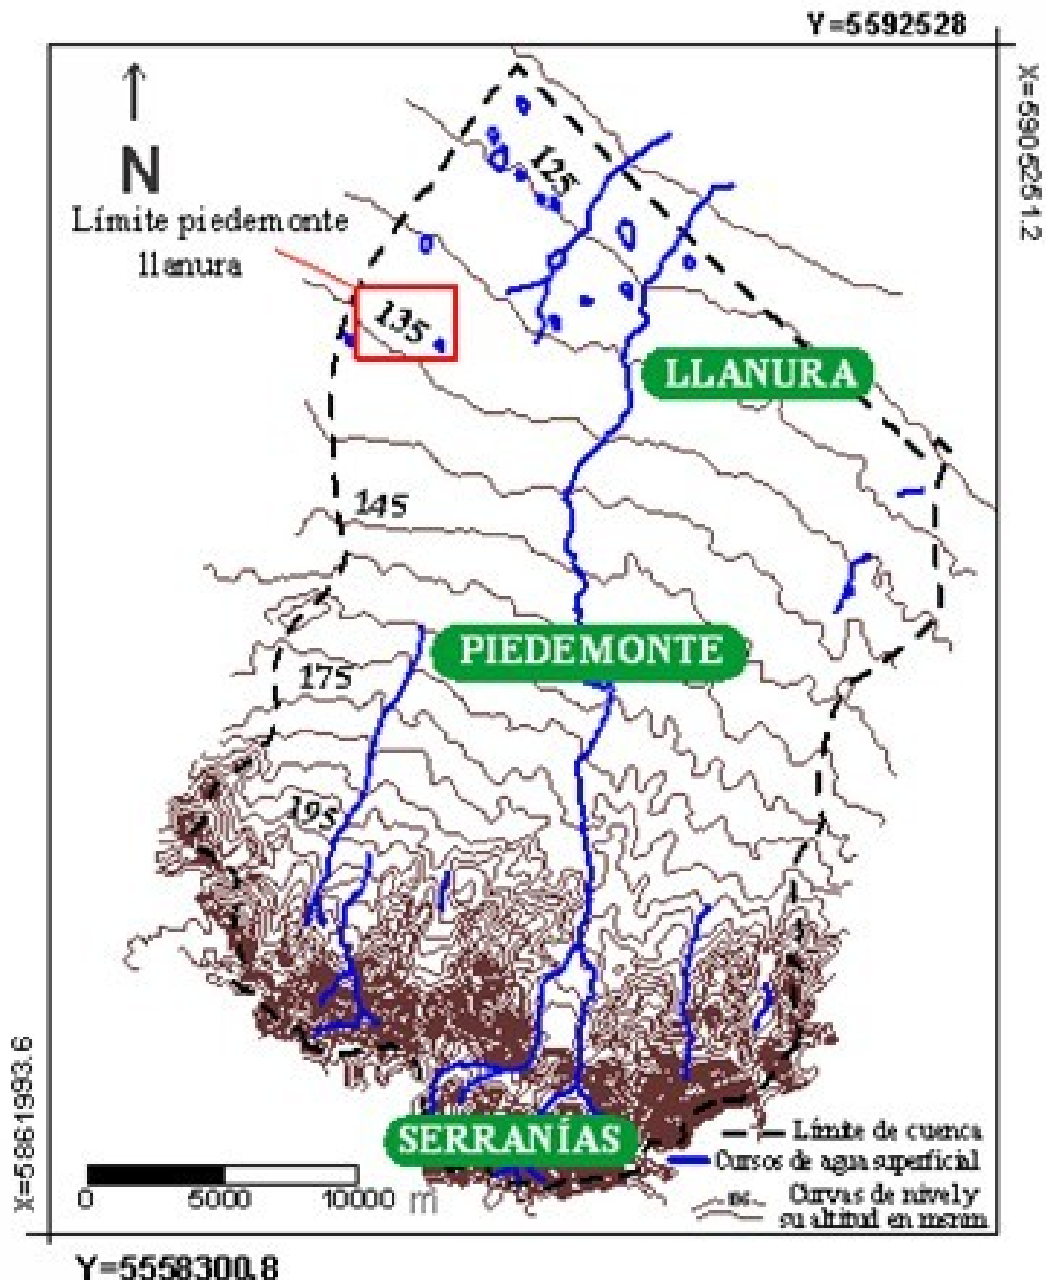 Y=5592528
X=5905251.2
N
Límite piedemonte
llanura
125
135
LLANURA
145
PIEDEMONTE
175
195
SERRANÍAS
x=5861993.6
Límite de cuenca
Cursos de agua superficial
Curvas de nivel y
su altitud en msnm
0 5000 10000 m
Y=5558300.8